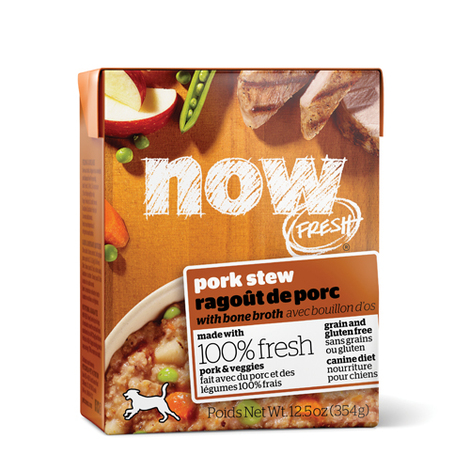 now
FRESH
®
pork stew
ragoût de porc
with bone broth avec bouillon d'os
made with
100% fresh
pork & veggies
fait avec du porc et des
légumes 100% frais
grain and
gluten free
sans grains
ou gluten
canine diet
nourriture
pour chiens
Poids Net Wt. 12.5 oz (354g)